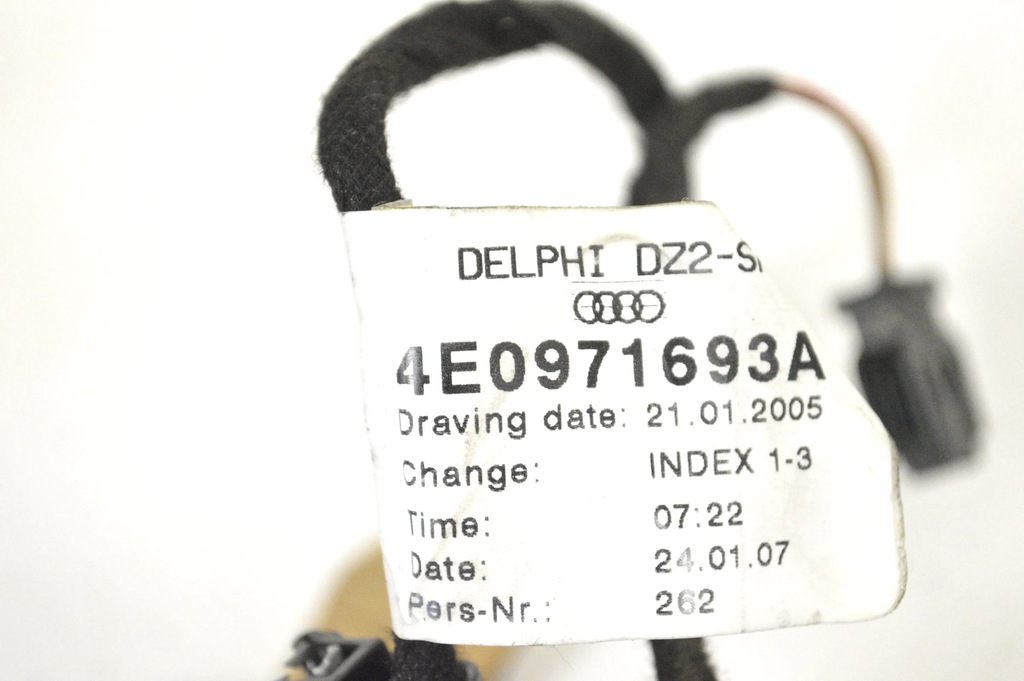 DELPHI DZ2-S
4E0971693A
Draving date: 21.01.2005
Change: INDEX 1-3
Time: 07:22
Date: 24.01.07
Pers-Nr.: 262